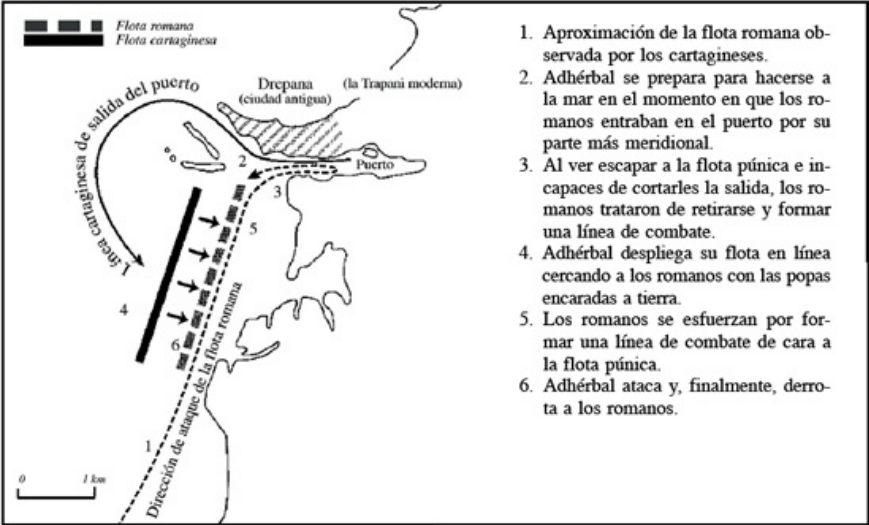 Flota romana
Flota cartaginesa
Línea cartaginesa de salida del puerto
Drepana
(ciudad antigua)
(la Trapani moderna)
Puerto
2
3
5
4
6
1
Dirección de ataque de la flota romana
0 1 km
1. Aproximación de la flota romana ob-
servada por los cartagineses.
2. Adhérbal se prepara para hacerse a
la mar en el momento en que los ro-
manos entraban en el puerto por su
parte más meridional.
3. Al ver escapar a la flota púnica e in-
capaces de cortarles la salida, los ro-
manos trataron de retirarse y formar
una línea de combate.
4. Adhérbal despliega su flota en línea
cercando a los romanos con las popas
encaradas a tierra.
5. Los romanos se esfuerzan por for-
mar una línea de combate de cara a
la flota púnica.
6. Adhérbal ataca y, finalmente, derro-
ta a los romanos.